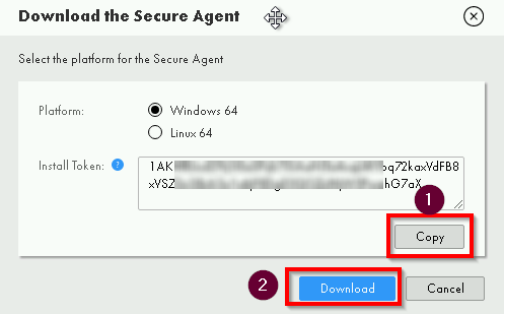 Download the Secure Agent
Select the platform for the Secure Agent
Platform:
Windows 64
Linux 64
Install Token: ?
1AK pq72kaxVdFB8
xVSZ hG7aX
1
Copy
2
Download
Cancel